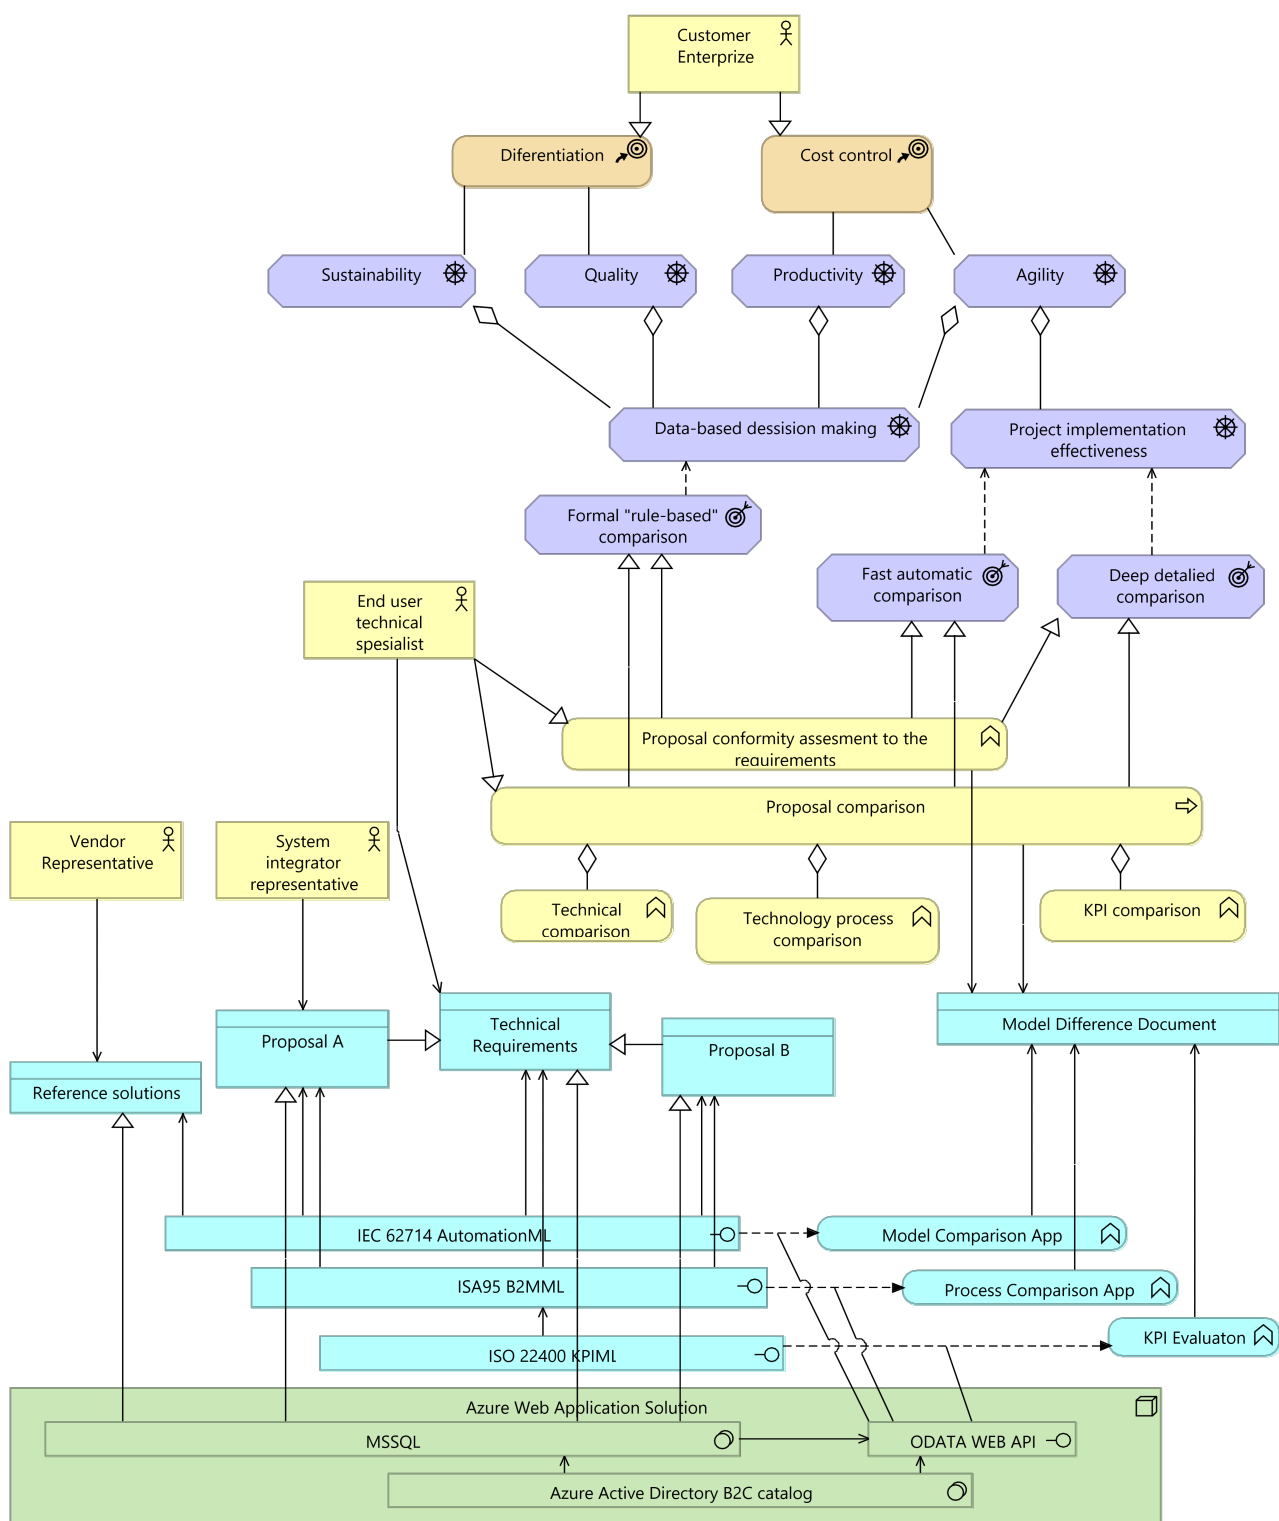 Customer
Enterprize
Diferentiation
Cost control
Sustainability
Quality
Productivity
Agility
Data-based dessision making
Project implementation
effectiveness
Formal "rule-based"
comparison
Fast automatic
comparison
Deep detalied
comparison
End user
technical
spesialist
Proposal conformity assesment to the
requirements
Proposal comparison
Vendor
Representative
System
integrator
representative
Technical
comparison
Technology process
comparison
KPI comparison
Proposal A
Technical
Requirements
Proposal B
Model Difference Document
Reference solutions
IEC 62714 AutomationML
Model Comparison App
ISA95 B2MML
Process Comparison App
ISO 22400 KPIML
KPI Evaluaton
Azure Web Application Solution
MSSQL
ODATA WEB API
Azure Active Directory B2C catalog